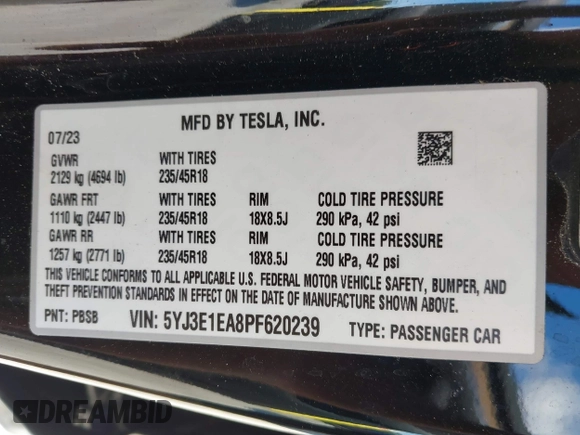 MFD BY TESLA, INC.
07/23
GVWR WITH TIRES
2129 kg (4694 lb) 235/45R18
GAWR FRT WITH TIRES RIM COLD TIRE PRESSURE
1110 kg (2447 lb) 235/45R18 18X8.5J 290 kPa, 42 psi
GAWR RR WITH TIRES RIM COLD TIRE PRESSURE
1257 kg (2771 lb) 235/45R18 18X8.5J 290 kPa, 42 psi
THIS VEHICLE CONFORMS TO ALL APPLICABLE U.S. FEDERAL MOTOR VEHICLE SAFETY, BUMPER, AND
THEFT PREVENTION STANDARDS IN EFFECT ON THE DATE OF MANUFACTURE SHOWN ABOVE.
PNT: PBSB VIN: 5YJ3E1EA8PF620239 TYPE: PASSENGER CAR
DREAMBID